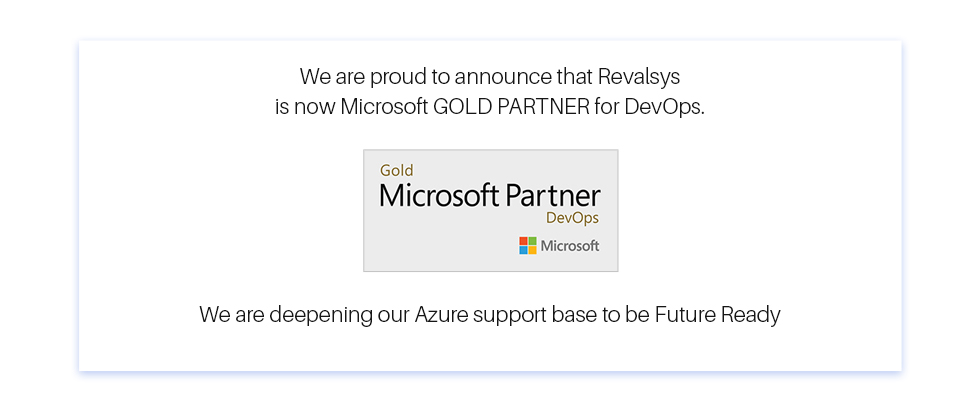 We are proud to announce that Revalsys
is now Microsoft GOLD PARTNER for DevOps.
Gold
Microsoft Partner
DevOps
Microsoft
We are deepening our Azure support base to be Future Ready